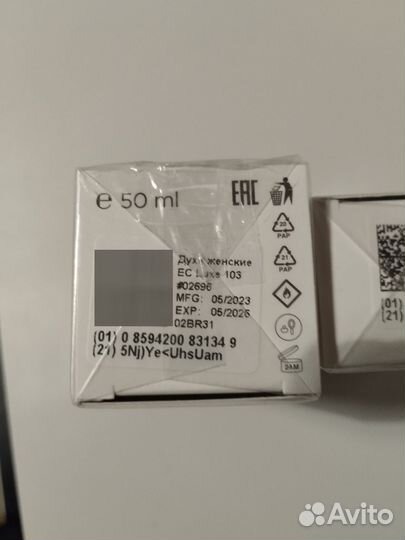 e 50 ml
EAC
20
PAP
21
PAP
24M
Духи женские
EC Luxe 103
#02696
MFG: 05/2023
EXP: 05/2026
02BR31
(01) 0 8594200 83134 9
(21) 5Nj)Ye<UhsUam
(01)
(21)
Avito